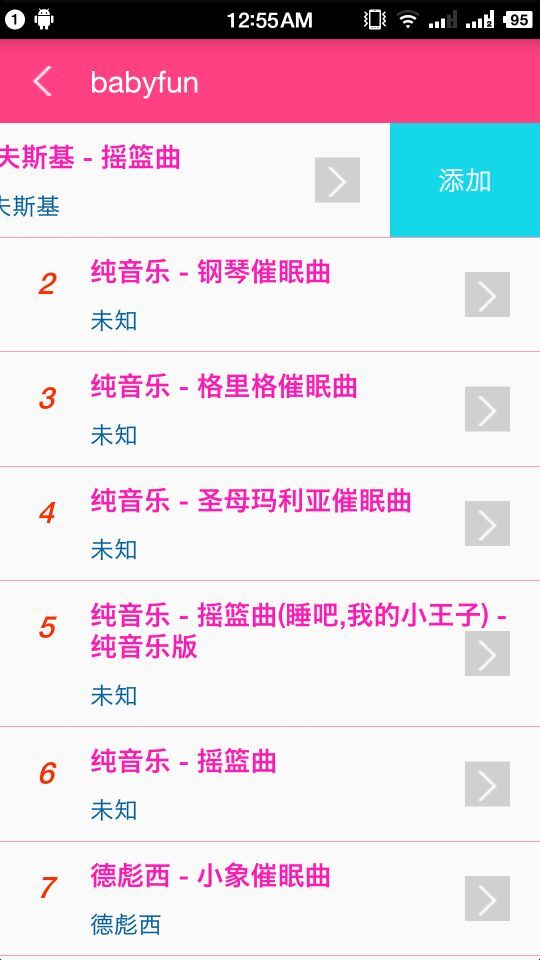 1 12:55AM 2 95
babyfun
夫斯基 - 摇篮曲
夫斯基
添加
2 纯音乐 - 钢琴催眠曲
未知
3 纯音乐 - 格里格催眠曲
未知
4 纯音乐 - 圣母玛利亚催眠曲
未知
5 纯音乐 - 摇篮曲(睡吧,我的小王子) -
纯音乐版
未知
6 纯音乐 - 摇篮曲
未知
7 德彪西 - 小象催眠曲
德彪西